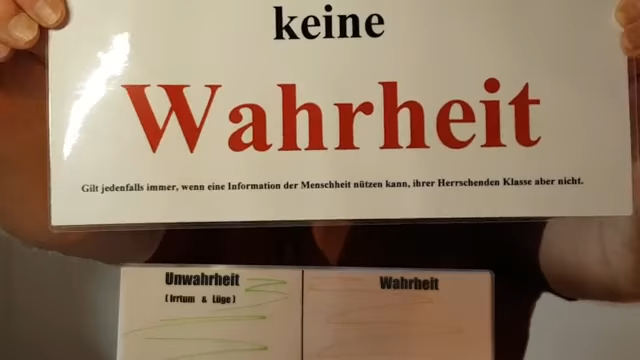 keine
Wahrheit
Gilt jedenfalls immer, wenn eine Information der Menschheit nützen kann, ihrer Herrschenden Klasse aber nicht.
Unwahrheit
( Irrtum & Lüge )
Wahrheit